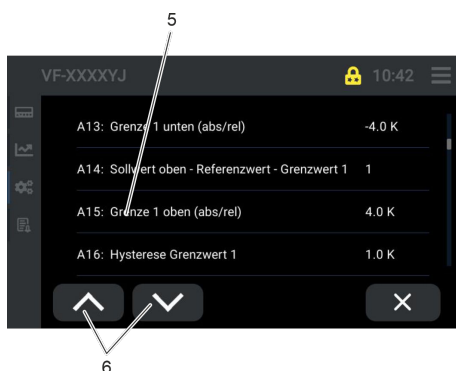 5
VF-XXXXYJ 10:42
A13: Grenze 1 unten (abs/rel) -4.0 K
A14: Sollwert oben - Referenzwert - Grenzwert 1 1
A15: Grenze 1 oben (abs/rel) 4.0 K
A16: Hysterese Grenzwert 1 1.0 K
6